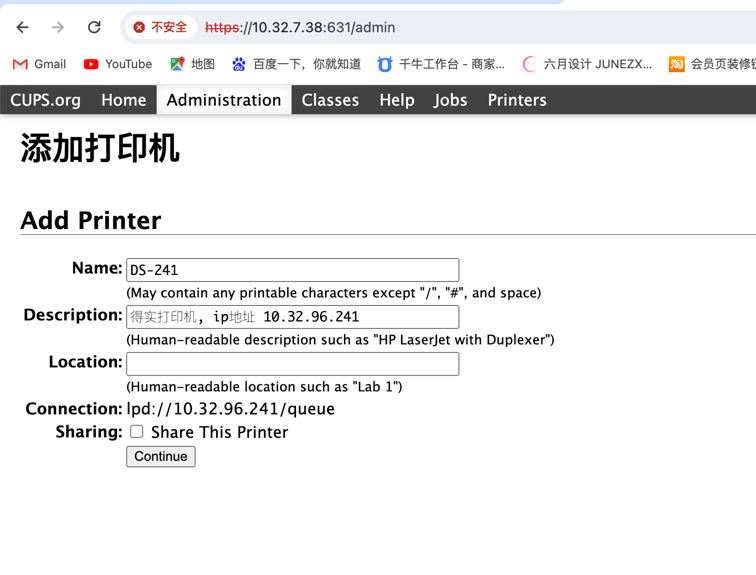 不安全 https://10.32.7.38:631/admin
Gmail YouTube 地图 百度一下，你就知道 千牛工作台 - 商家... 六月设计 JUNEZX... 会员页装修
CUPS.org Home Administration Classes Help Jobs Printers
添加打印机
Add Printer
Name: DS-241
(May contain any printable characters except "/", "#", and space)
Description: 得实打印机, ip地址 10.32.96.241
(Human-readable description such as "HP LaserJet with Duplexer")
Location:
(Human-readable location such as "Lab 1")
Connection: lpd://10.32.96.241/queue
Sharing: Share This Printer
Continue